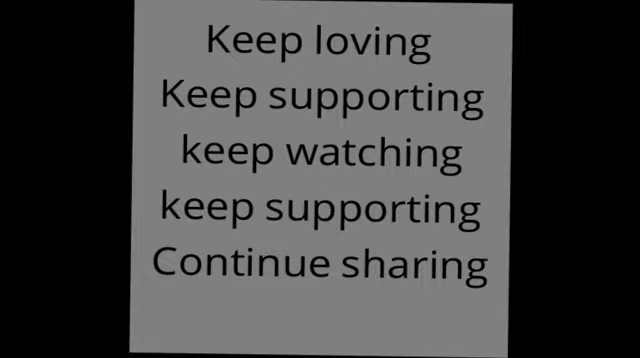 Keep loving
Keep supporting
keep watching
keep supporting
Continue sharing